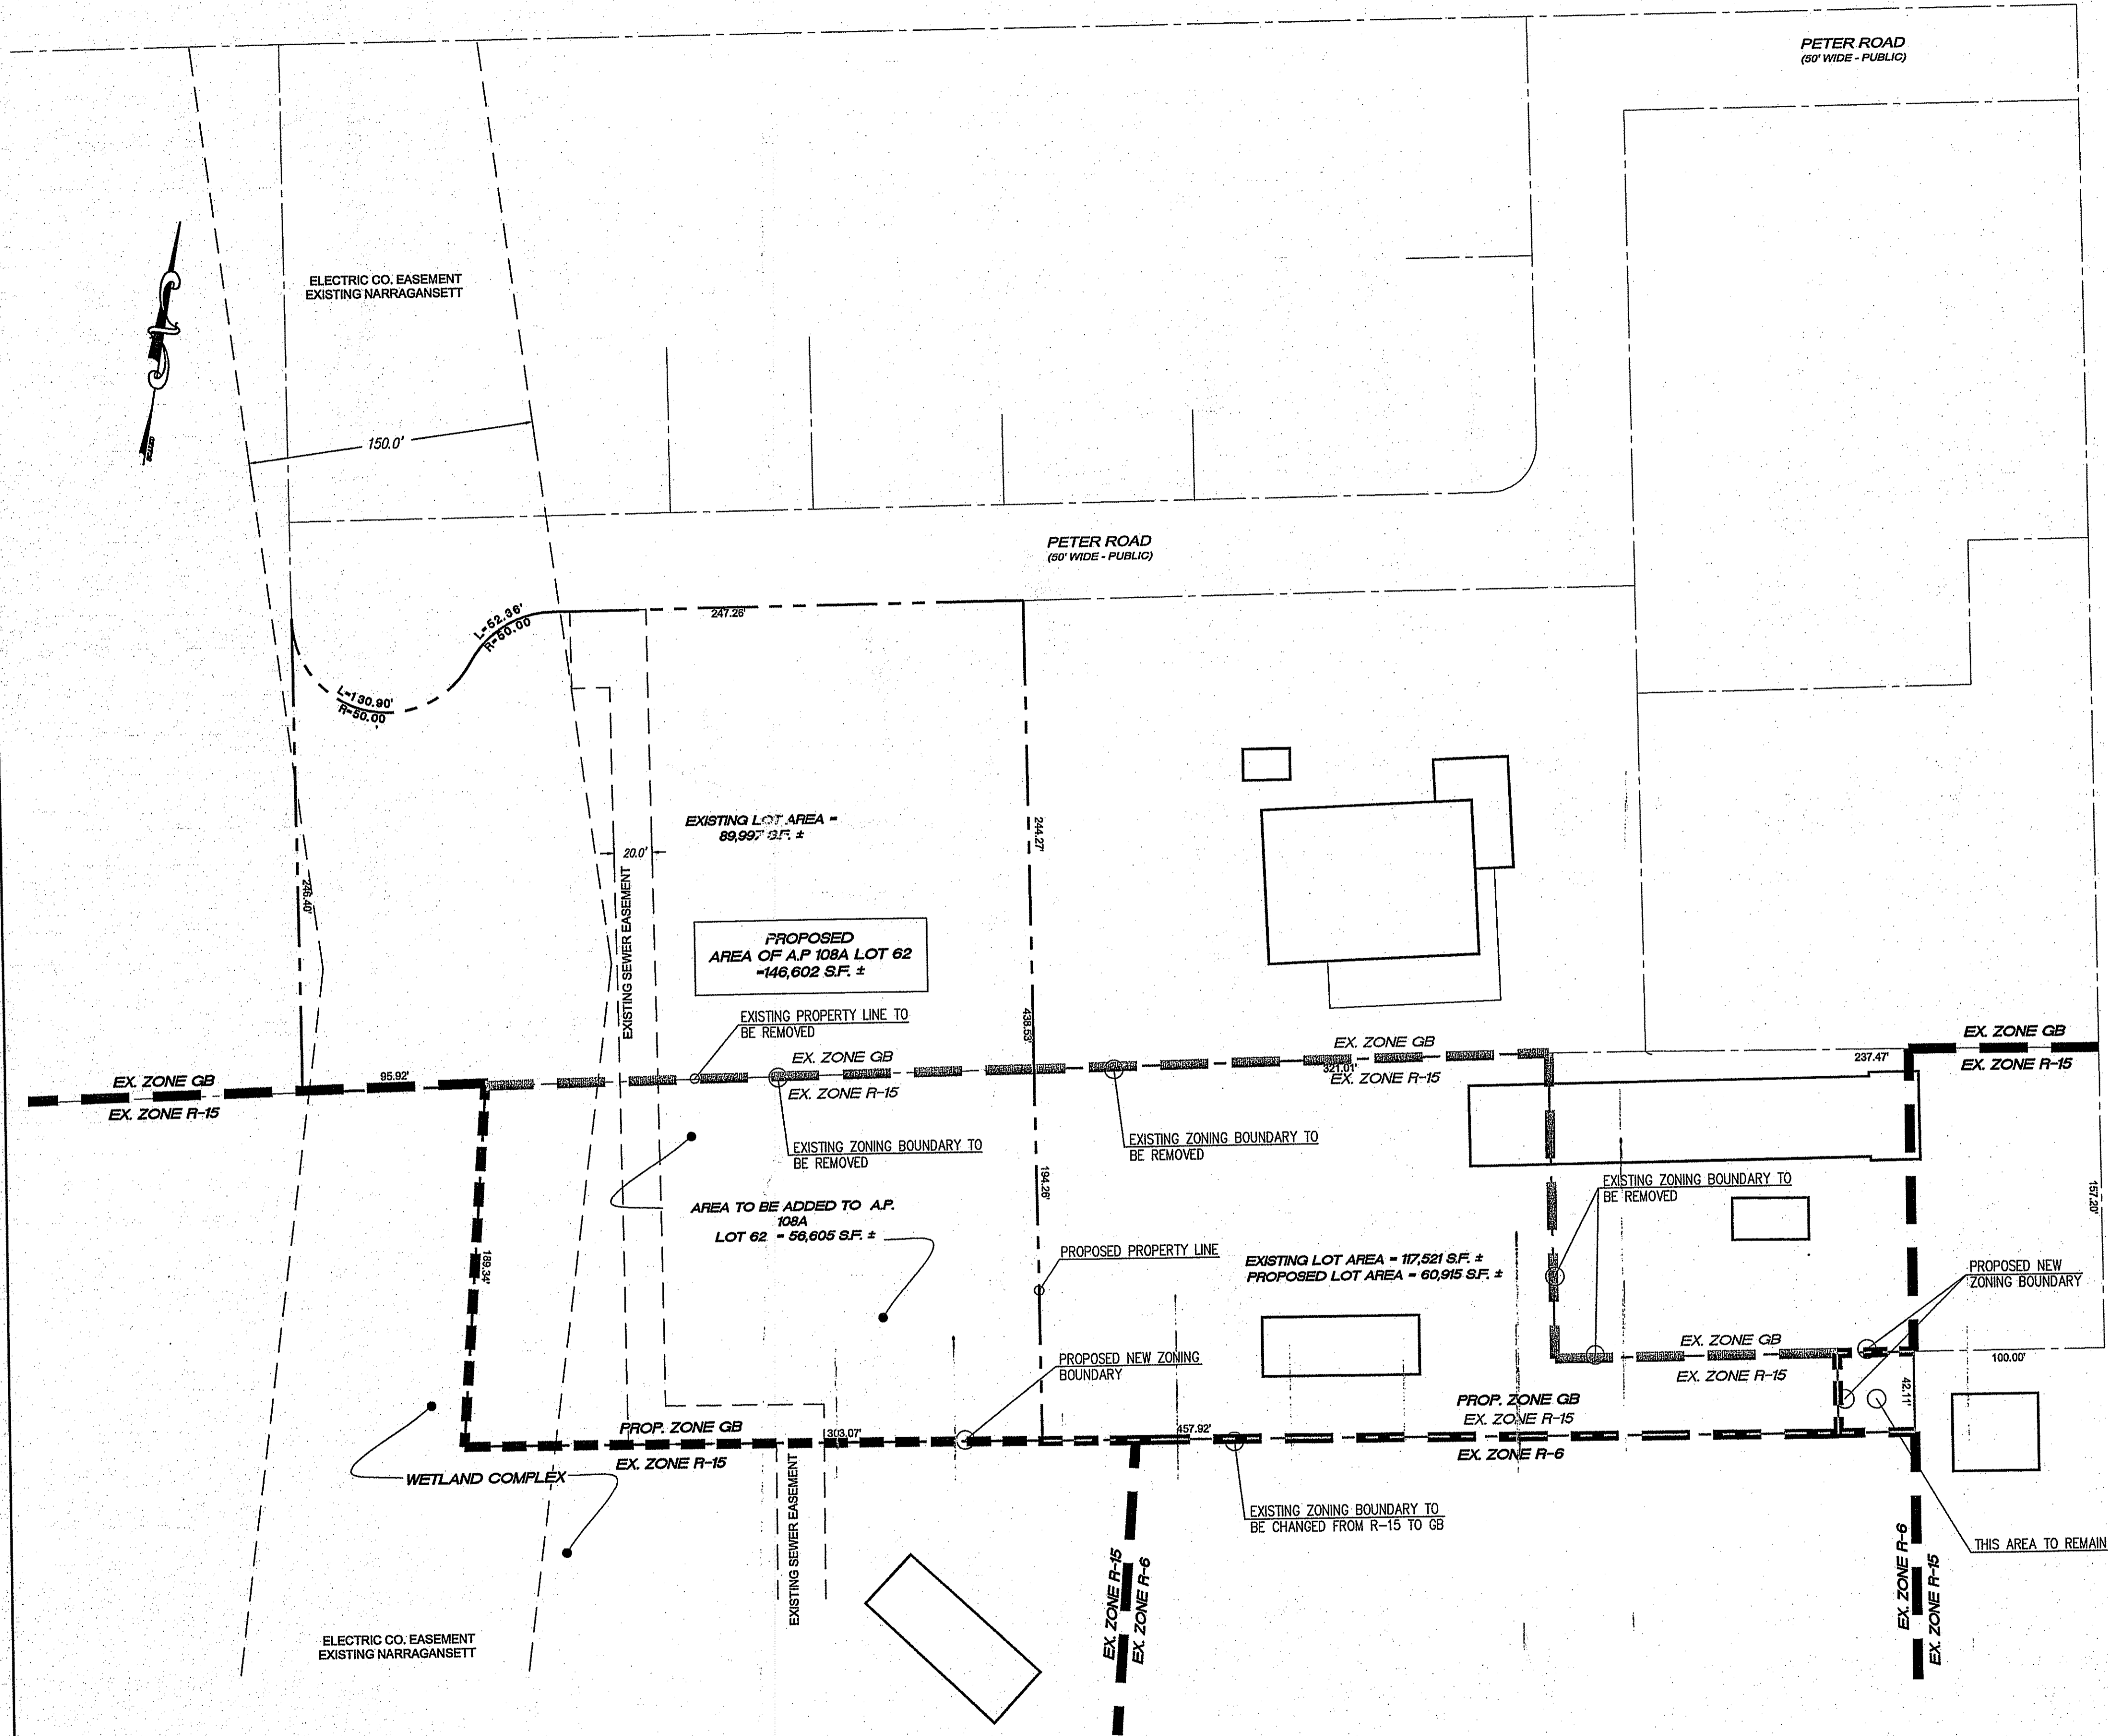 PETER ROAD
(50' WIDE - PUBLIC)
ELECTRIC CO. EASEMENT
EXISTING NARRAGANSETT
150.0'
PETER ROAD
(50' WIDE - PUBLIC)
L=52.36'
R=50.00
247.26'
L=130.90'
R=50.00
244.27'
EXISTING LOT AREA =
89,997 S.F. ±
20.0'
246.40'
EXISTING SEWER EASEMENT
PROPOSED
AREA OF A.P 108A LOT 62
=146,602 S.F. ±
EXISTING PROPERTY LINE TO
BE REMOVED
438.53'
EX. ZONE GB
EX. ZONE R-15
95.92'
EX. ZONE GB
EX. ZONE R-15
EX. ZONE GB
321.01'
EX. ZONE R-15
237.47'
EX. ZONE GB
EX. ZONE R-15
EXISTING ZONING BOUNDARY TO
BE REMOVED
EXISTING ZONING BOUNDARY TO
BE REMOVED
194.26'
EXISTING ZONING BOUNDARY TO
BE REMOVED
157.20'
AREA TO BE ADDED TO A.P.
108A
LOT 62 = 56,605 S.F. ±
189.34'
PROPOSED PROPERTY LINE
EXISTING LOT AREA = 117,521 S.F. ±
PROPOSED LOT AREA = 60,915 S.F. ±
PROPOSED NEW
ZONING BOUNDARY
PROPOSED NEW ZONING
BOUNDARY
EX. ZONE GB
EX. ZONE R-15
100.00'
42.11'
PROP. ZONE GB
EX. ZONE R-15
303.07'
PROP. ZONE GB
EX. ZONE R-15
457.92'
EX. ZONE R-6
WETLAND COMPLEX
EXISTING SEWER EASEMENT
EXISTING ZONING BOUNDARY TO
BE CHANGED FROM R-15 TO GB
EX. ZONE R-15
EX. ZONE R-6
EX. ZONE R-6
EX. ZONE R-15
THIS AREA TO REMAIN
ELECTRIC CO. EASEMENT
EXISTING NARRAGANSETT